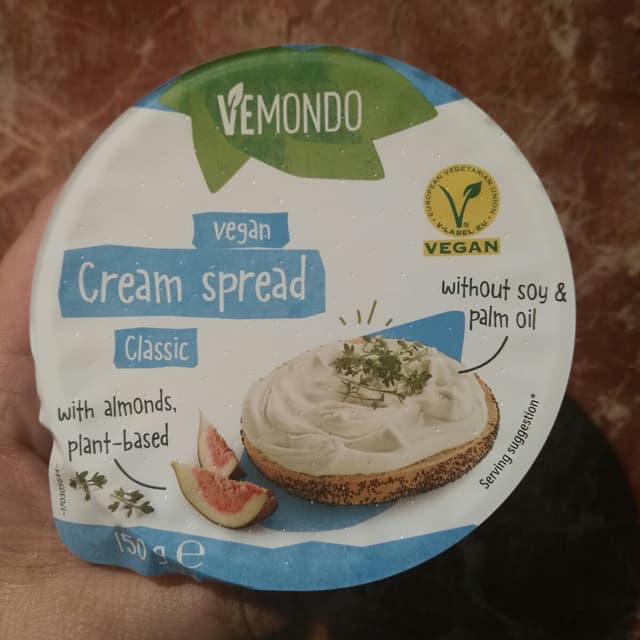 VEMONDO
EUROPEAN VEGETARIAN UNION
V-LABEL.EU
VEGAN
vegan
Cream spread
Classic
without soy &
palm oil
with almonds,
plant-based
Serving suggestion*
150 g e